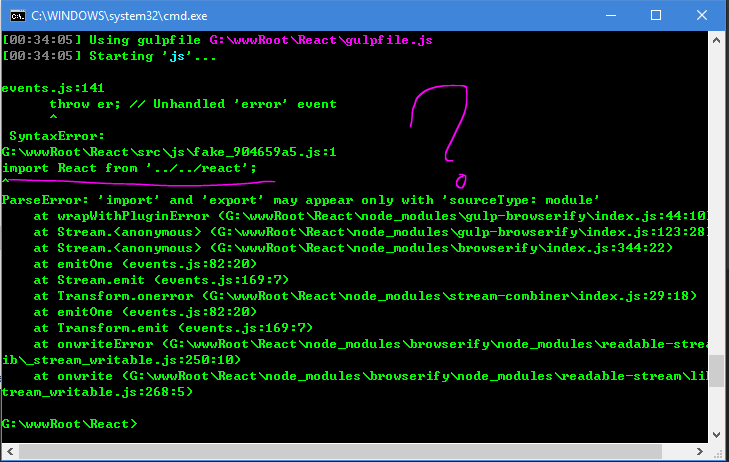 C:\WINDOWS\system32\cmd.exe
[00:34:05] Using gulpfile G:\wwwRoot\React\gulpfile.js
[00:34:05] Starting 'js'...
events.js:141
throw er; // Unhandled 'error' event
^
SyntaxError:
G:\wwwRoot\React\src\js\fake_904659a5.js:1
import React from '../../react';
^
ParseError: 'import' and 'export' may appear only with 'sourceType: module'
at wrapWithPluginError (G:\wwwRoot\React\node_modules\gulp-browserify\index.js:44:10
at Stream.<anonymous> (G:\wwwRoot\React\node_modules\gulp-browserify\index.js:123:28
at Stream.<anonymous> (G:\wwwRoot\React\node_modules\browserify\index.js:344:22)
at emitOne (events.js:82:20)
at Stream.emit (events.js:169:7)
at Transform.onerror (G:\wwwRoot\React\node_modules\stream-combiner\index.js:29:18)
at emitOne (events.js:82:20)
at Transform.emit (events.js:169:7)
at onwriteError (G:\wwwRoot\React\node_modules\browserify\node_modules\readable-strea
ib\_stream_writable.js:250:10)
at onwrite (G:\wwwRoot\React\node_modules\browserify\node_modules\readable-stream\li
tream_writable.js:268:5)
G:\wwwRoot\React>
?